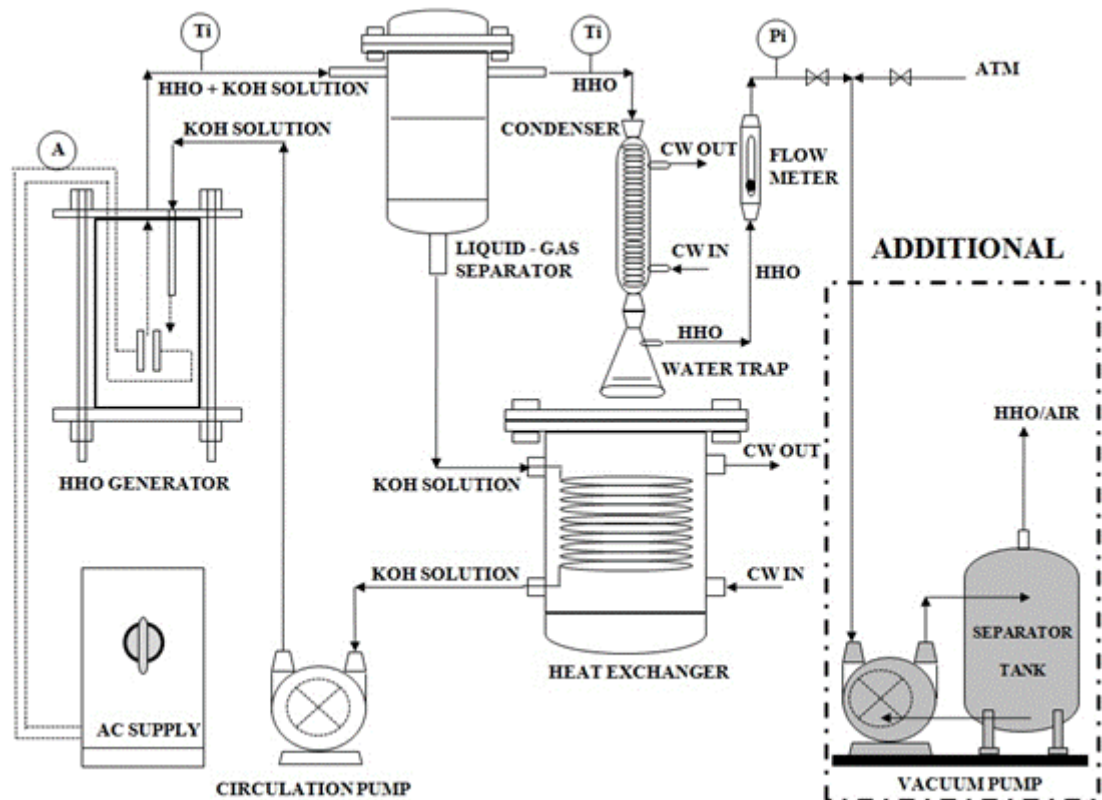 Ti
Ti
Pi
HHO + KOH SOLUTION
HHO
ATM
KOH SOLUTION
CONDENSER
A
CW OUT
FLOW
METER
LIQUID - GAS
SEPARATOR
CW IN
HHO
ADDITIONAL
HHO
WATER TRAP
HHO GENERATOR
KOH SOLUTION
CW OUT
HHO/AIR
KOH SOLUTION
CW IN
HEAT EXCHANGER
SEPARATOR
TANK
AC SUPPLY
CIRCULATION PUMP
VACUUM PUMP